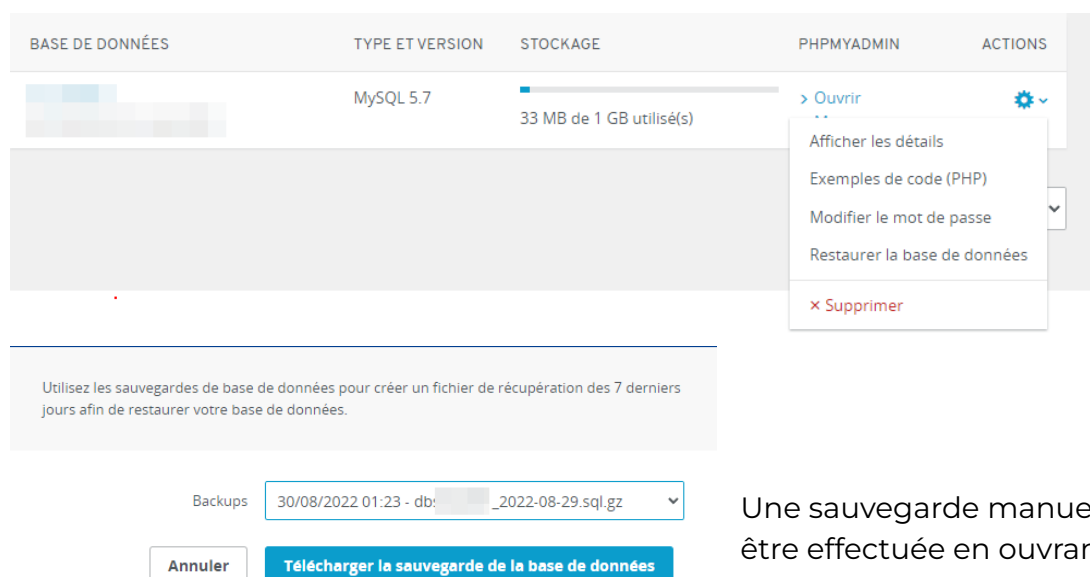 BASE DE DONNÉES TYPE ET VERSION STOCKAGE PHPMYADMIN ACTIONS
MySQL 5.7
33 MB de 1 GB utilisé(s)
> Ouvrir
Afficher les détails
Exemples de code (PHP)
Modifier le mot de passe
Restaurer la base de données
× Supprimer
Utilisez les sauvegardes de base de données pour créer un fichier de récupération des 7 derniers
jours afin de restaurer votre base de données.
Backups 30/08/2022 01:23 - dbs _2022-08-29.sql.gz
Annuler Télécharger la sauvegarde de la base de données
Une sauvegarde
être effectuée en